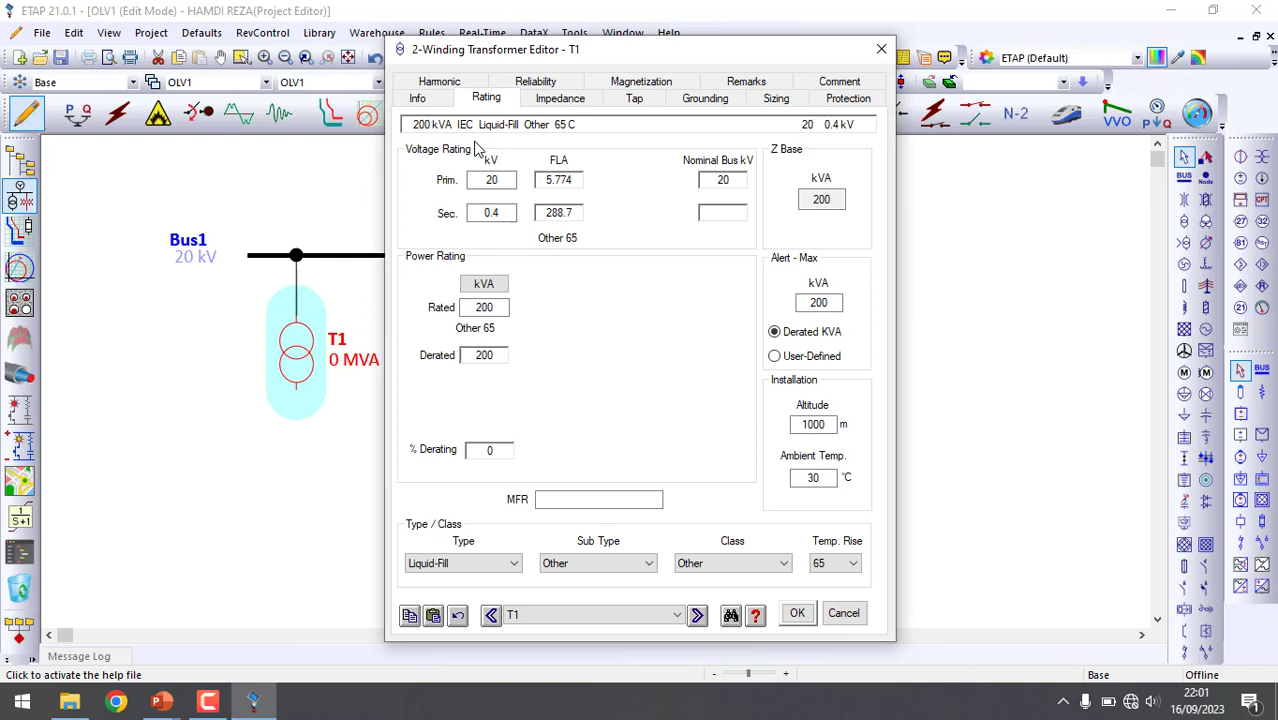 ETAP 21.0.1 - [OLV1 (Edit Mode) - HAMDI REZA(Project Editor)]
File Edit View Project Defaults RevControl Library Warehouse Rules Real-Time DataX Tools Window Help
Base OLV1 OLV1
ETAP (Default)
N-2
VVO
2-Winding Transformer Editor - T1
Harmonic Reliability Magnetization Remarks Comment
Info Rating Impedance Tap Grounding Sizing Protection
200 kVA IEC Liquid-Fill Other 65 C 20 0.4 kV
Voltage Rating
kV FLA Nominal Bus kV
Prim. 20 5.774 20
Sec. 0.4 288.7
Other 65
Z Base
kVA
200
Power Rating
kVA
Rated 200
Other 65
Derated 200
% Derating 0
Alert - Max
kVA
200
Derated KVA
User-Defined
Installation
Altitude
1000 m
Ambient Temp.
30 °C
MFR
Type / Class
Type Sub Type Class Temp. Rise
Liquid-Fill Other Other 65
T1
OK Cancel
Bus1
20 kV
T1
0 MVA
BUS
Node
CPT
BUS
Message Log
Click to activate the help file
Base Offline
22:01
16/09/2023